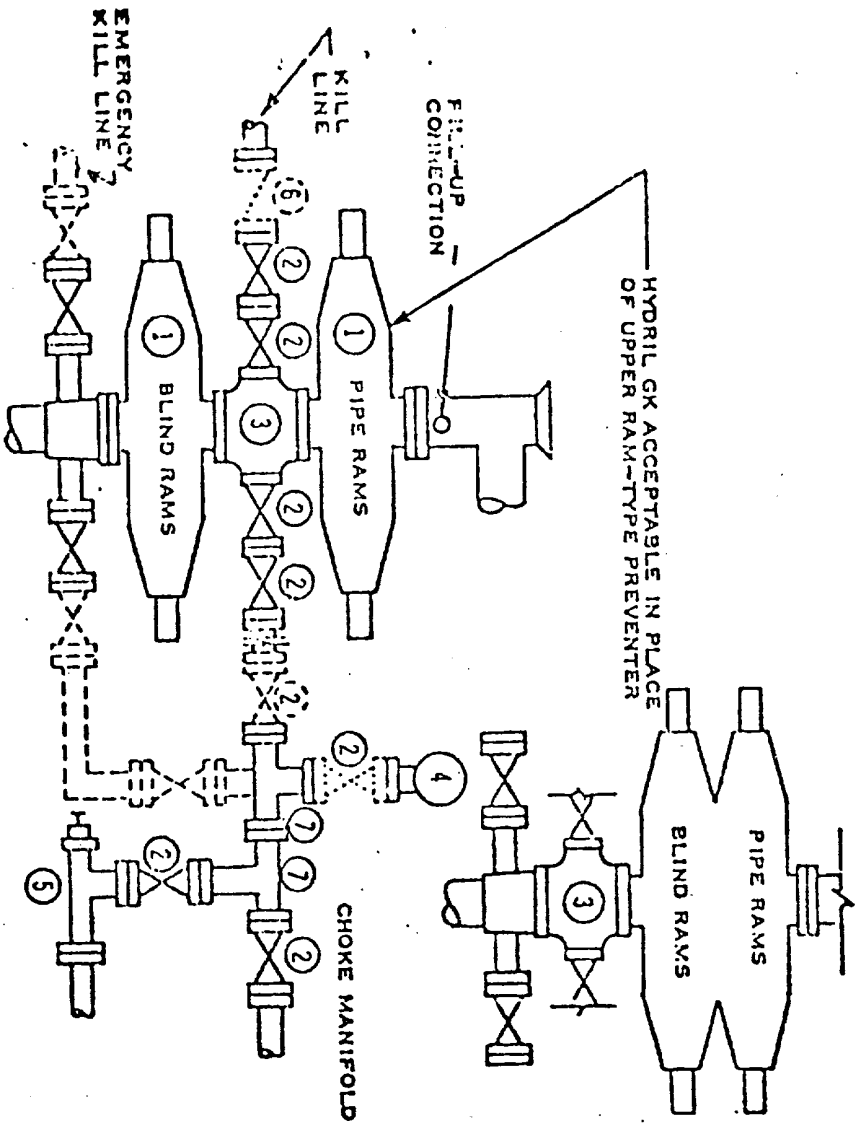 EMERGENCY
KILL LINE
KILL
LINE
FILL-UP
CONNECTION
HYDRIL GK ACCEPTABLE IN PLACE
OF UPPER RAM-TYPE PREVENTER
6
2
2
1
PIPE RAMS
3
1
BLIND RAMS
2
2
2
2
4
7
7
2
2
5
CHOKE MANIFOLD
PIPE RAMS
BLIND RAMS
3